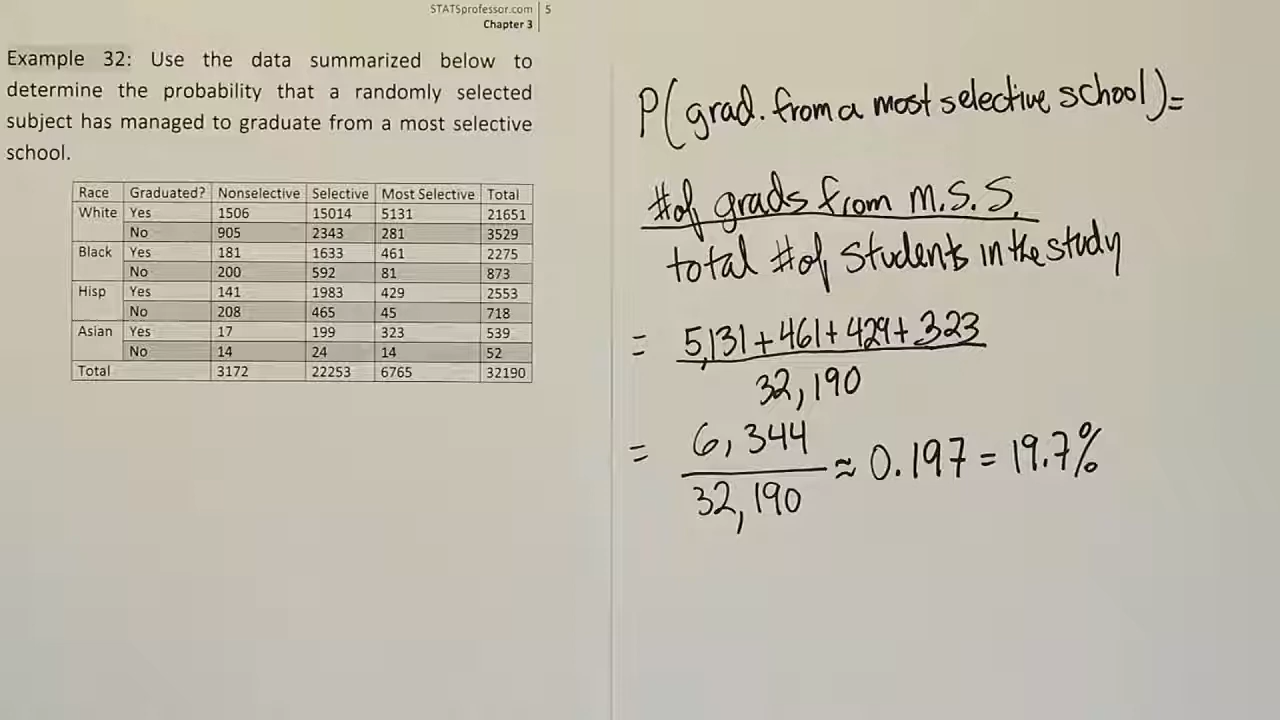 STATSprofessor.com | 5
Chapter 3
Example 32: Use the data summarized below to
determine the probability that a randomly selected
subject has managed to graduate from a most selective
school.
Race Graduated? Nonselective Selective Most Selective Total
White Yes 1506 15014 5131 21651
No 905 2343 281 3529
Black Yes 181 1633 461 2275
No 200 592 81 873
Hisp Yes 141 1983 429 2553
No 208 465 45 718
Asian Yes 17 199 323 539
No 14 24 14 52
Total 3172 22253 6765 32190
P(grad. from a most selective school)=
# of grads from M.S.S.
total # of students in the study
= 5,131+461+429+323
32,190
= 6,344
32,190
≈ 0.197 = 19.7%